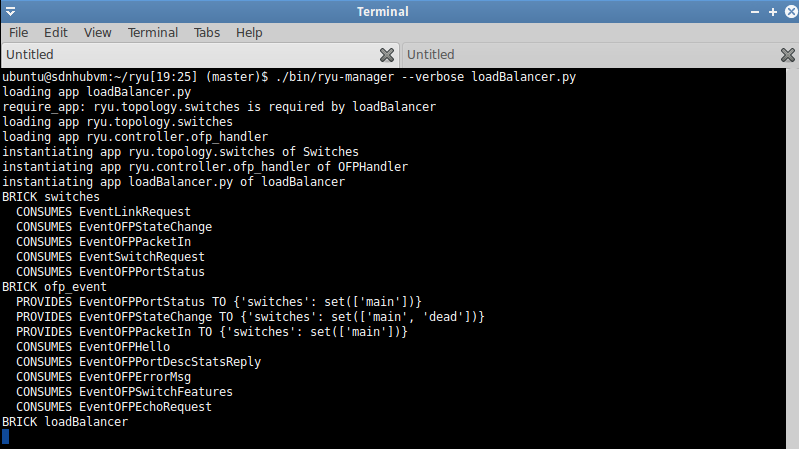 Terminal
File Edit View Terminal Tabs Help
Untitled Untitled
ubuntu@sdnhubvm:~/ryu[19:25] (master)$ ./bin/ryu-manager --verbose loadBalancer.py
loading app loadBalancer.py
require_app: ryu.topology.switches is required by loadBalancer
loading app ryu.topology.switches
loading app ryu.controller.ofp_handler
instantiating app ryu.topology.switches of Switches
instantiating app ryu.controller.ofp_handler of OFPHandler
instantiating app loadBalancer.py of loadBalancer
BRICK switches
  CONSUMES EventLinkRequest
  CONSUMES EventOFPStateChange
  CONSUMES EventOFPPacketIn
  CONSUMES EventSwitchRequest
  CONSUMES EventOFPPortStatus
BRICK ofp_event
  PROVIDES EventOFPPortStatus TO {'switches': set(['main'])}
  PROVIDES EventOFPStateChange TO {'switches': set(['main', 'dead'])}
  PROVIDES EventOFPPacketIn TO {'switches': set(['main'])}
  CONSUMES EventOFPHello
  CONSUMES EventOFPPortDescStatsReply
  CONSUMES EventOFPErrorMsg
  CONSUMES EventOFPSwitchFeatures
  CONSUMES EventOFPEchoRequest
BRICK loadBalancer